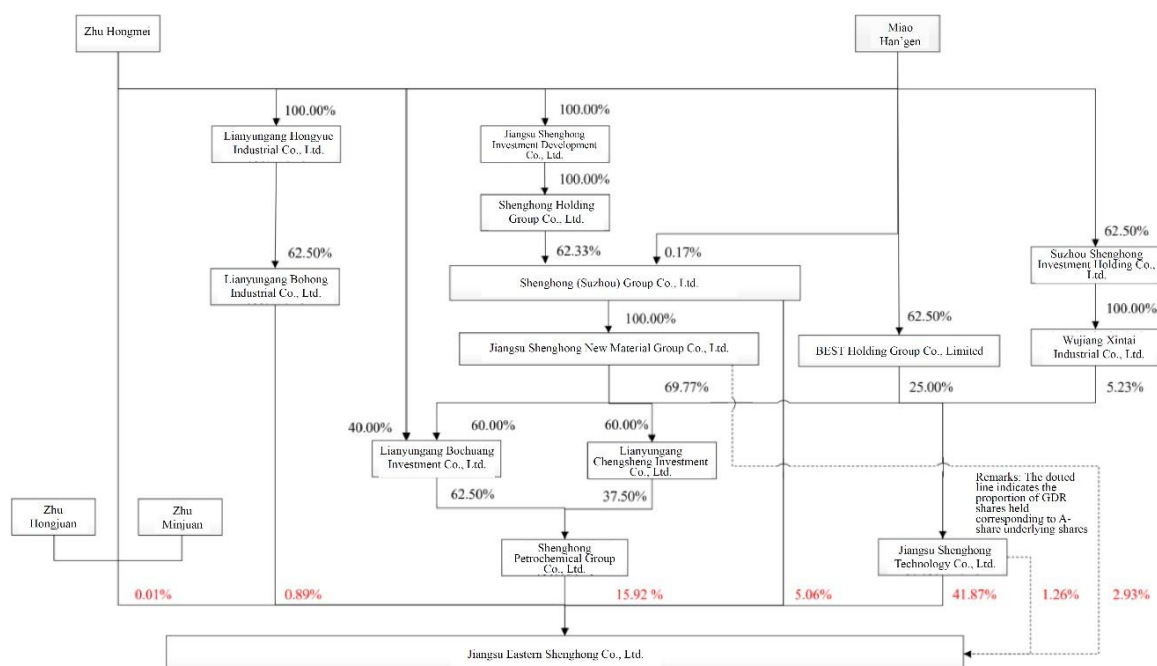 Zhu Hongmei
Miao
Han'gen
100.00%
100.00%
Lianyungang Hongyue
Industrial Co., Ltd.
Jiangsu Shenghong
Investment Development
Co., Ltd.
100.00%
Shenghong Holding
Group Co., Ltd.
62.50%
62.33%
0.17%
62.50%
Suzhou Shenghong
Investment Holding Co.,
Ltd.
Lianyungang Bohong
Industrial Co., Ltd.
Shenghong (Suzhou) Group Co., Ltd.
100.00%
62.50%
100.00%
Jiangsu Shenghong New Material Group Co., Ltd.
BEST Holding Group Co., Limited
Wujiang Xintai
Industrial Co., Ltd.
69.77%
25.00%
5.23%
40.00%
60.00%
60.00%
Lianyungang Bochuang
Investment Co., Ltd.
Lianyungang
Chengsheng Investment
Co., Ltd.
62.50%
37.50%
Remarks: The dotted
line indicates the
proportion of GDR
shares held
corresponding to A-
share underlying shares
Zhu
Hongjuan
Zhu
Minjuan
Shenghong
Petrochemical Group
Co., Ltd.
Jiangsu Shenghong
Technology Co., Ltd.
0.01%
0.89%
15.92 %
5.06%
41.87%
1.26%
2.93%
Jiangsu Eastern Shenghong Co., Ltd.